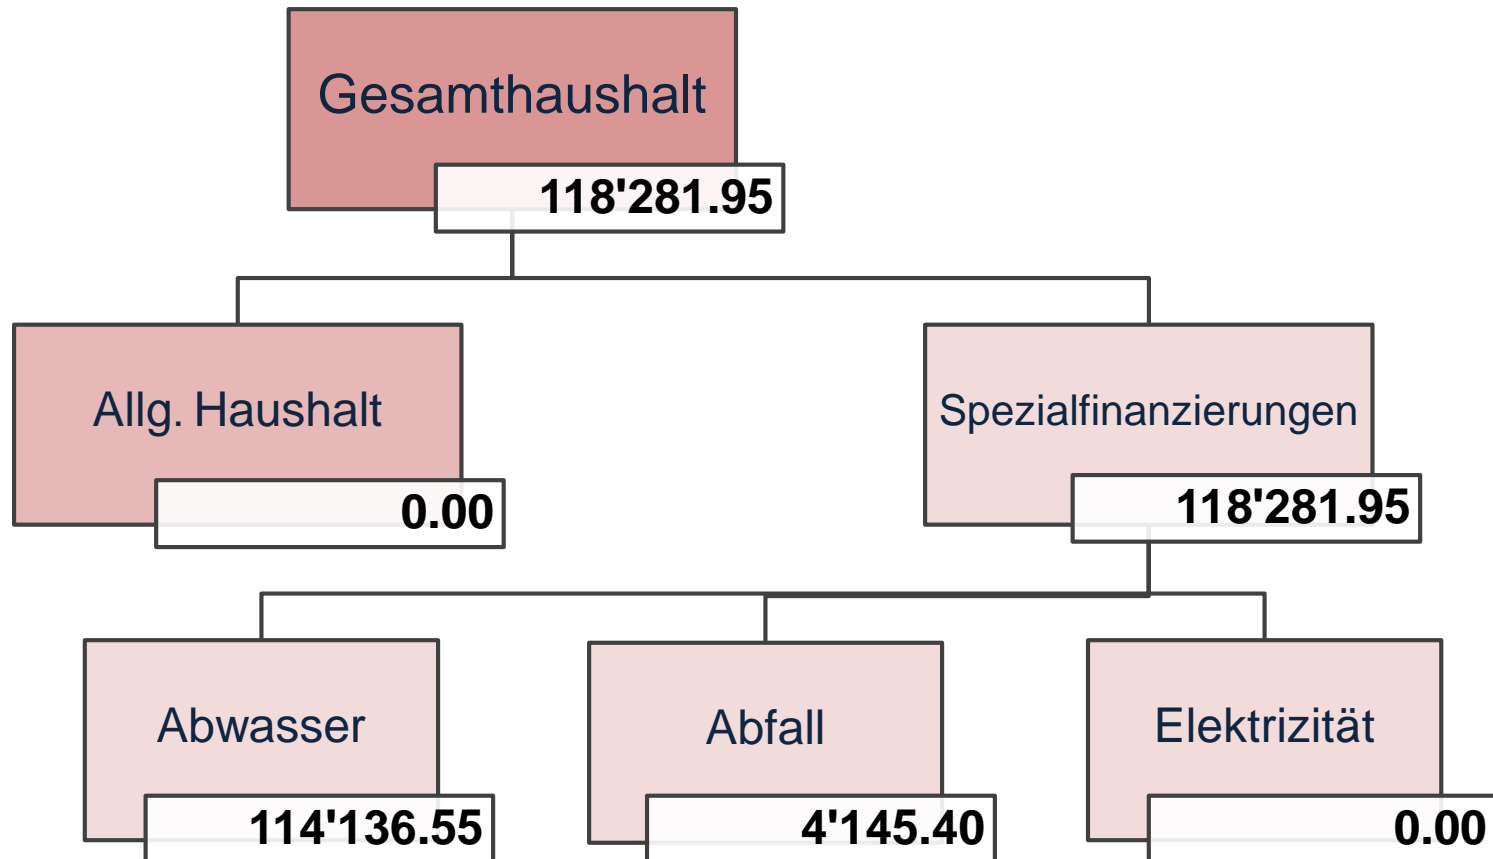 Gesamthaushalt
118'281.95
Allg. Haushalt
0.00
Spezialfinanzierungen
118'281.95
Abwasser
114'136.55
Abfall
4'145.40
Elektrizität
0.00